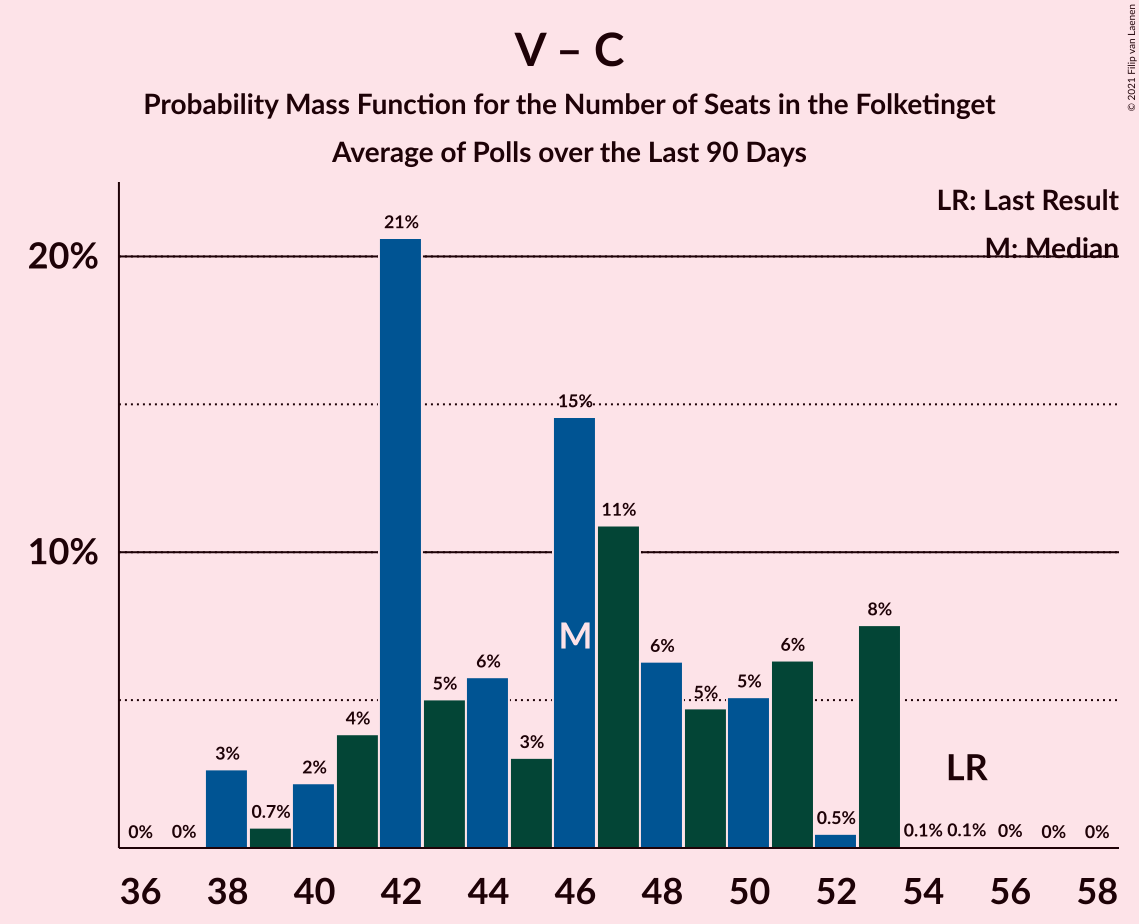 V – C
Probability Mass Function for the Number of Seats in the Folketinget
Average of Polls over the Last 90 Days
© 2021 Filip van Laenen
LR: Last Result
M: Median
20%
10%
0%
0%
3%
0.7%
2%
4%
21%
5%
6%
3%
15%
11%
6%
5%
5%
6%
0.5%
8%
0.1%
0.1%
0%
0%
0%
M
LR
36 38 40 42 44 46 48 50 52 54 56 58